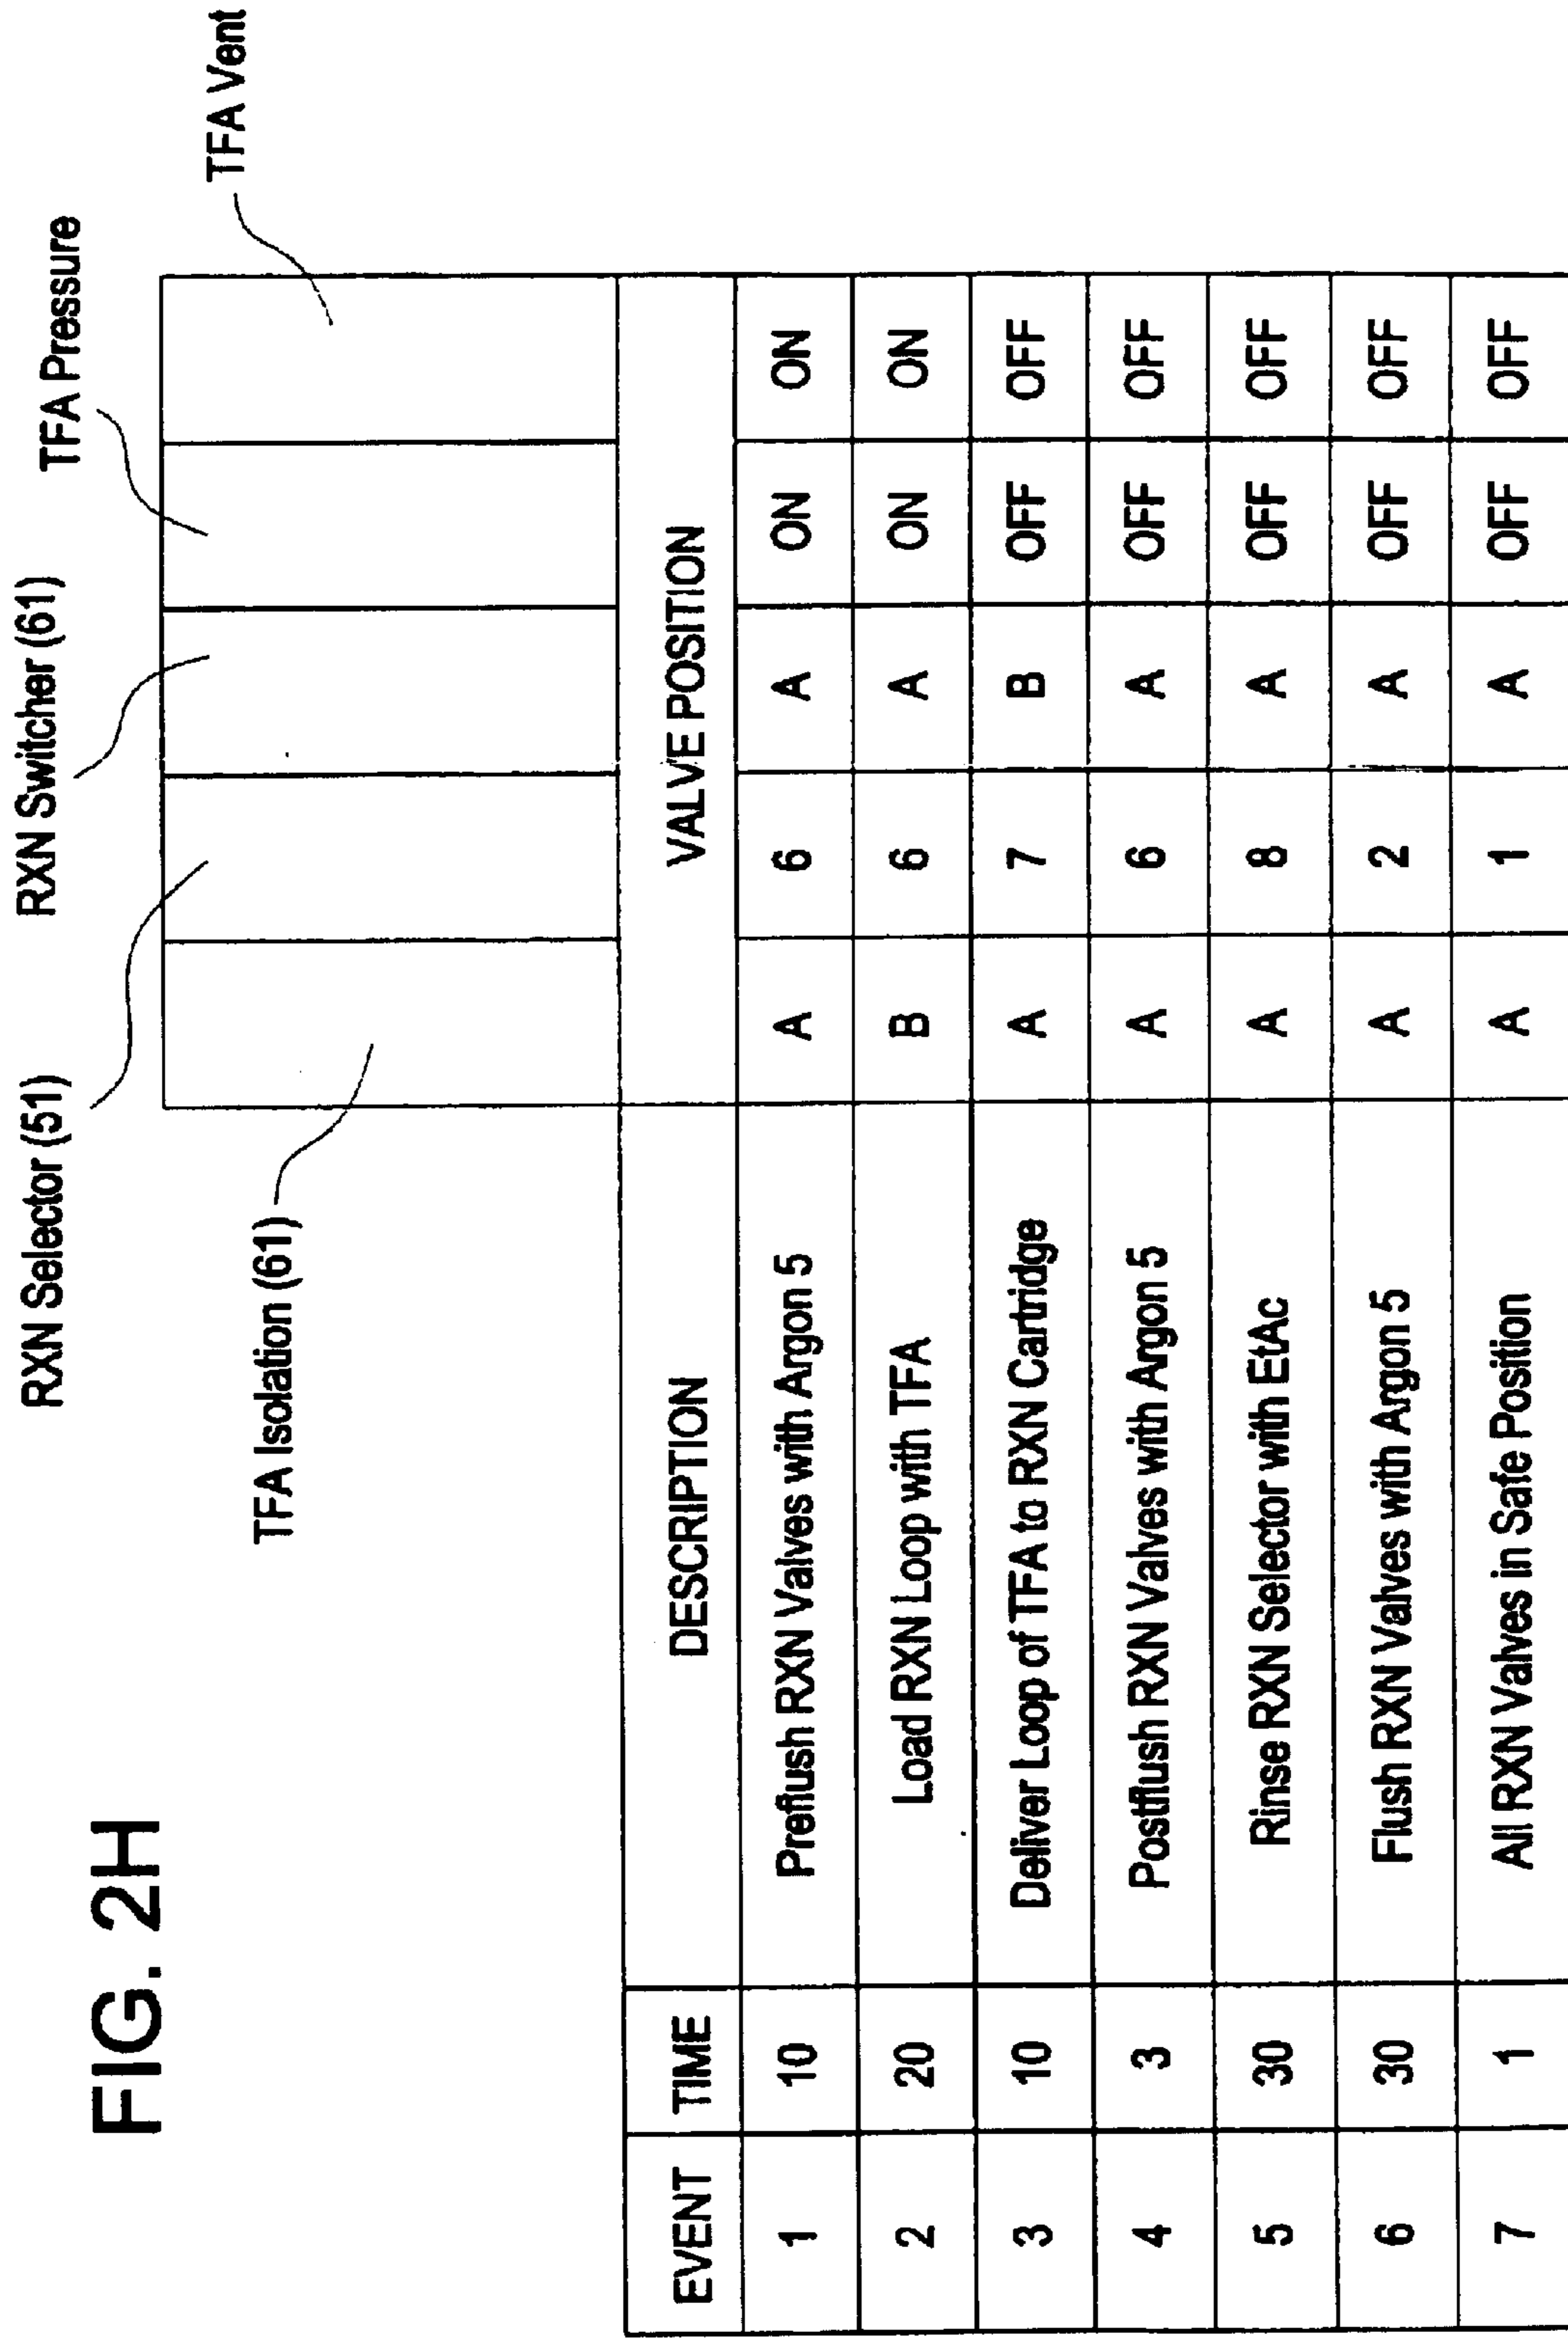 FIG. 2H
RXN Selector (51)
RXN Switcher (61)
TFA Pressure
TFA Isolation (61)
TFA Vent
EVENT TIME DESCRIPTION VALVE POSITION
1 10 Preflush RXN Valves with Argon 5 A 6 A ON ON
2 20 Load RXN Loop with TFA B 6 A ON ON
3 10 Deliver Loop of TFA to RXN Cartridge A 7 B OFF OFF
4 3 Postflush RXN Valves with Argon 5 A 6 A OFF OFF
5 30 Rinse RXN Selector with EtAc A 8 A OFF OFF
6 30 Flush RXN Valves with Argon 5 A 2 A OFF OFF
7 1 All RXN Valves in Safe Position A 1 A OFF OFF